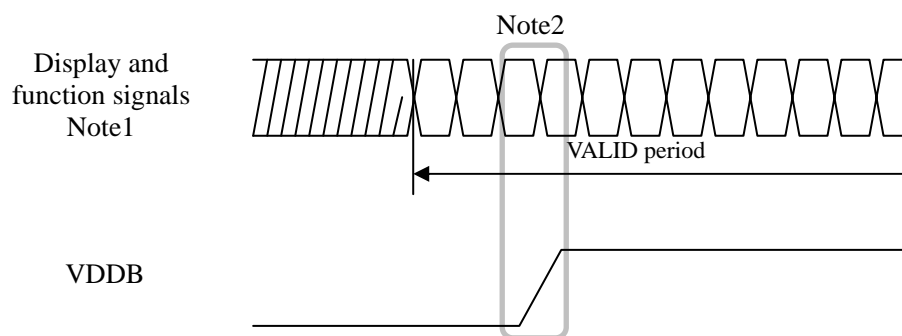 Note2
Display and
function signals
Note1
VALID period
VDDB